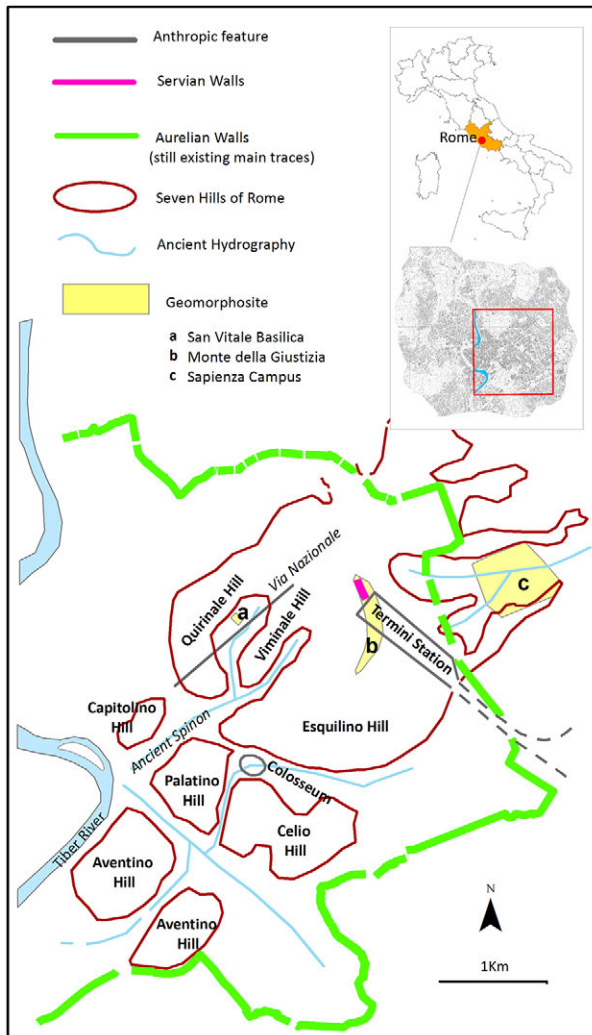 Anthropic feature
Servian Walls
Aurelian Walls
(still existing main traces)
Seven Hills of Rome
Ancient Hydrography
Geomorphosite
a San Vitale Basilica
b Monte della Giustizia
c Sapienza Campus
Rome
Via Nazionale
Quirinale Hill
a
Viminale Hill
b
Termini Station
c
Capitolino
Hill
Ancient Spinon
Esquilino Hill
Palatino
Hill
Colosseum
Celio
Hill
Tiber River
Aventino
Hill
Aventino
Hill
N
1Km